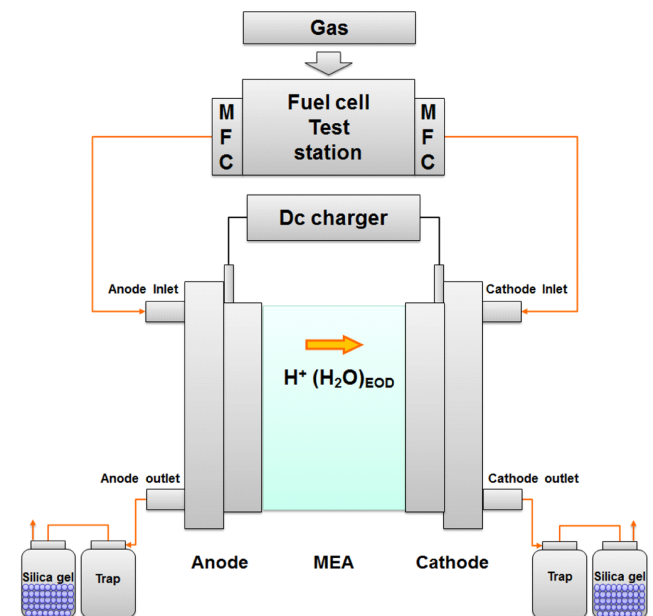 Gas
Fuel cell
Test
station
M
F
C
M
F
C
Dc charger
Anode Inlet
Cathode Inlet
H⁺ (H₂O)EOD
Anode outlet
Cathode outlet
Anode
MEA
Cathode
Silica gel
Trap
Trap
Silica gel